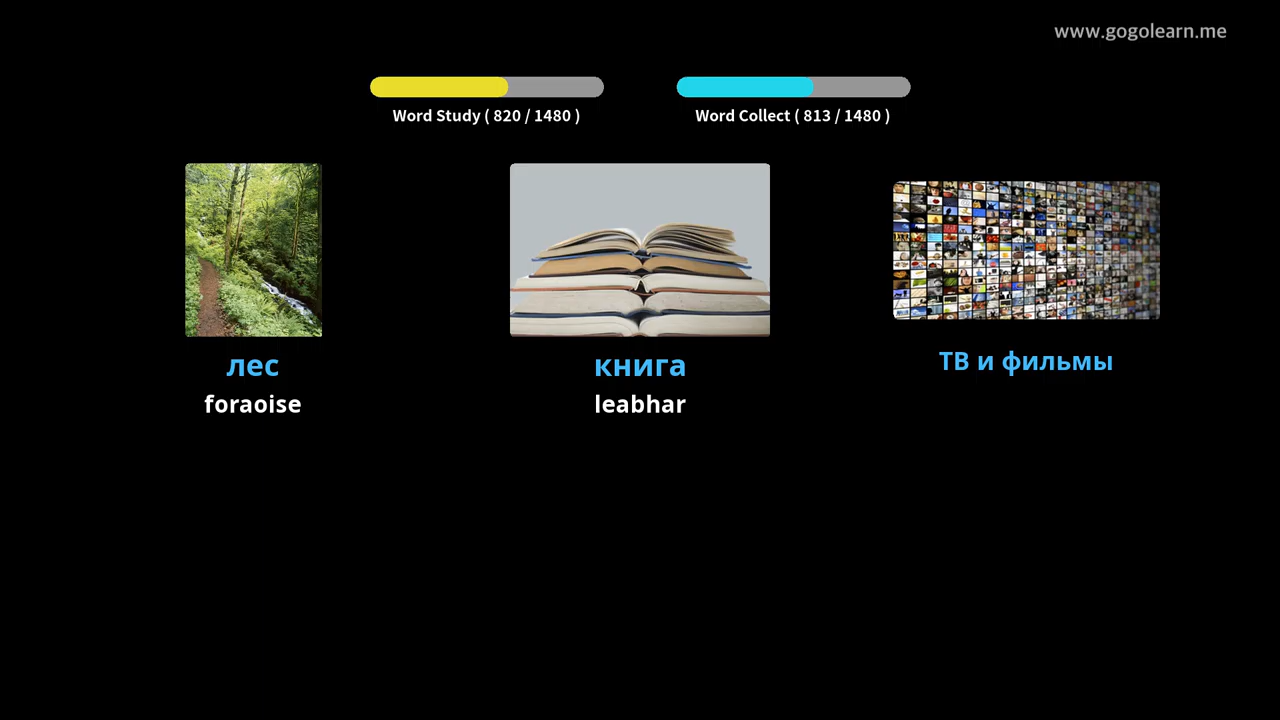 www.gogolearn.me
Word Study ( 820 / 1480 )
Word Collect ( 813 / 1480 )
лес
foraoise
книга
leabhar
ТВ и фильмы